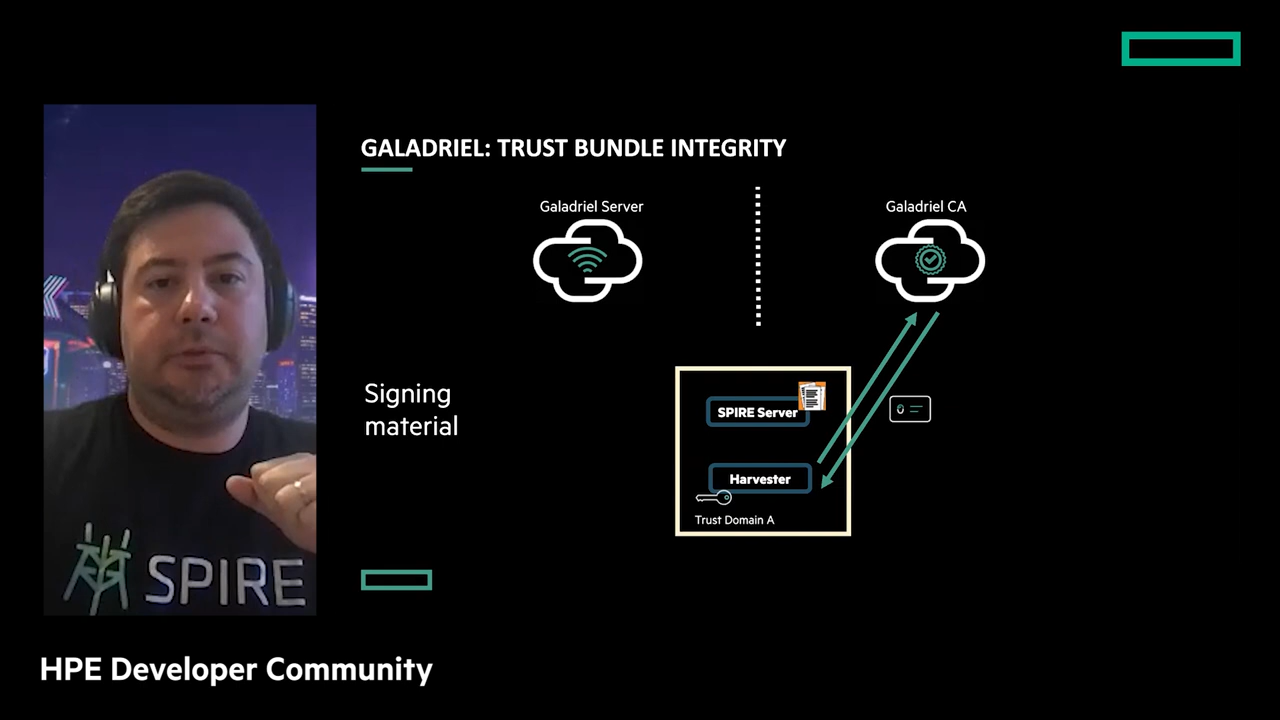 GALADRIEL: TRUST BUNDLE INTEGRITY
Galadriel Server
Galadriel CA
Signing
material
SPIRE Server
Harvester
Trust Domain A
SPIRE
HPE Developer Community